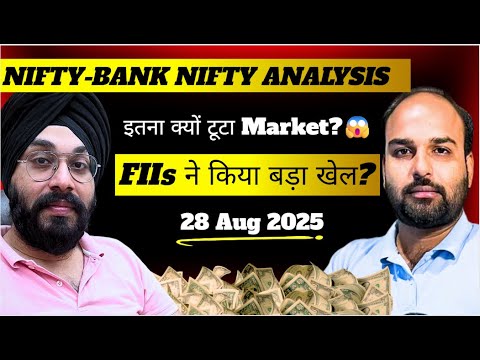 NIFTY-BANK NIFTY ANALYSIS
इतना क्यों टूटा Market?😱
FIIs ने किया बड़ा खेल?
28 Aug 2025